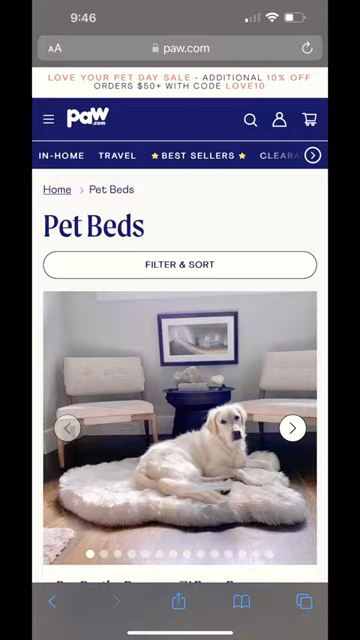 9:46
AA
paw.com
LOVE YOUR PET DAY SALE - ADDITIONAL 10% OFF
ORDERS $50+ WITH CODE LOVE10
paw
.com
IN-HOME TRAVEL BEST SELLERS CLEARA
Home > Pet Beds
Pet Beds
FILTER & SORT